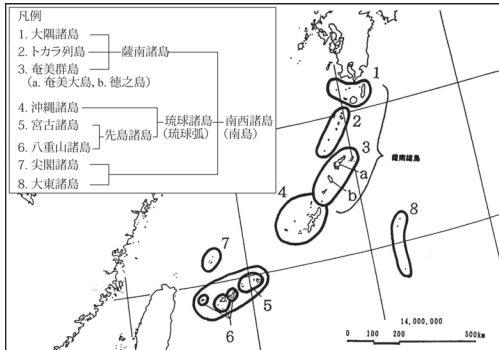 凡例
1. 大隅諸島
2. トカラ列島
薩南諸島
3. 奄美群島
(a. 奄美大島, b. 徳之島)
4. 沖縄諸島
5. 宮古諸島
先島諸島
6. 八重山諸島
琉球諸島
(琉球弧)
南西諸島
(南島)
7. 尖閣諸島
8. 大東諸島
1
2
3
薩南諸島
a
b
4
8
7
5
6
14,000,000
0 100 200 500km